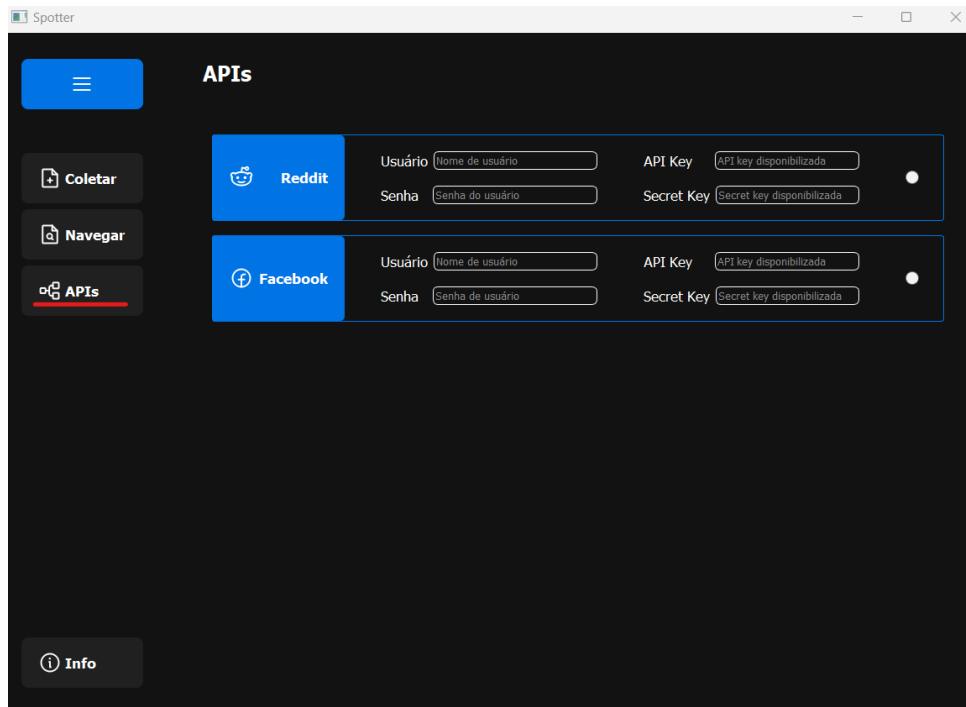 Spotter
APIs
Coletar
Navegar
APIs
Info
Reddit
Usuário Nome de usuário API Key API key disponibilizada
Senha Senha do usuário Secret Key Secret key disponibilizada
Facebook
Usuário Nome de usuário API Key API key disponibilizada
Senha Senha de usuário Secret Key Secret key disponibilizada